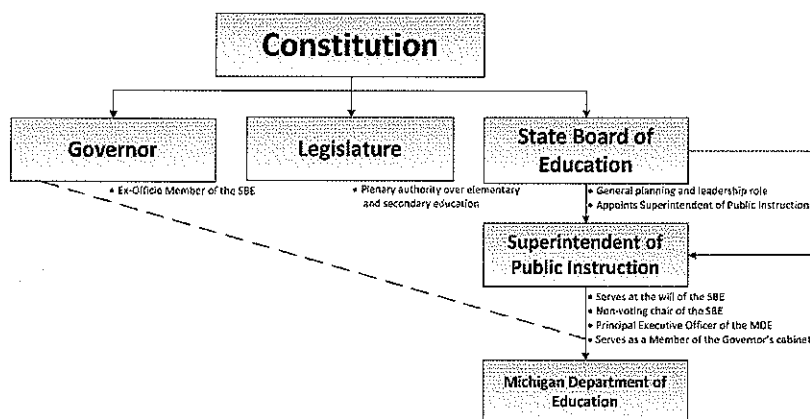 Constitution
Governor
Legislature
State Board of
Education
• Ex-Officio Member of the SBE
• Plenary authority over elementary
and secondary education
• General planning and leadership role
• Appoints Superintendent of Public Instruction
Superintendent of
Public Instruction
• Serves at the will of the SBE
• Non-voting chair of the SBE
• Principal Executive Officer of the MDE
• Serves as a Member of the Governor's cabinet
Michigan Department of
Education